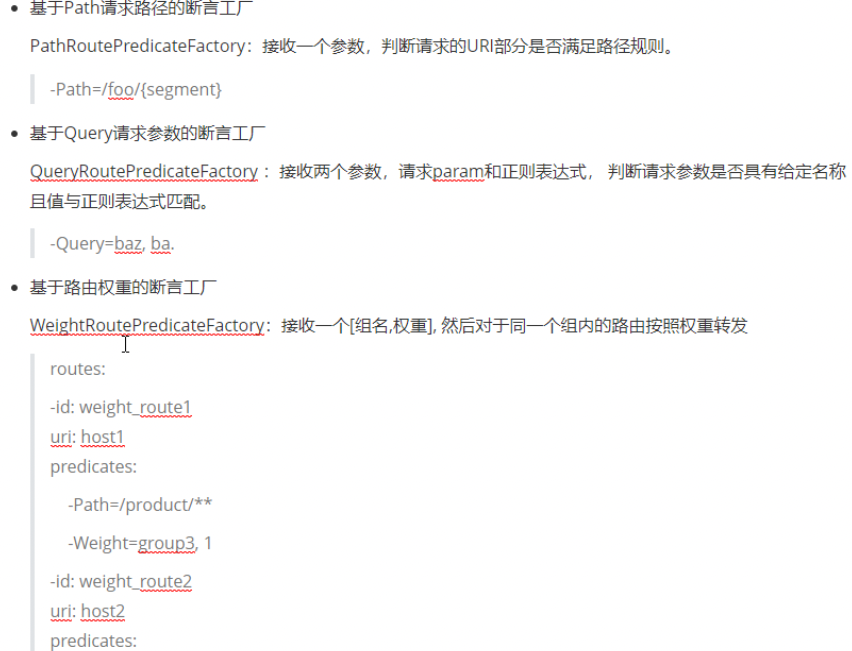 基于Path请求路径的断言工厂
PathRoutePredicateFactory：接收一个参数，判断请求的URI部分是否满足路径规则。
-Path=/foo/{segment}
基于Query请求参数的断言工厂
QueryRoutePredicateFactory ：接收两个参数，请求param和正则表达式， 判断请求参数是否具有给定名称
且值与正则表达式匹配。
-Query=baz, ba.
基于路由权重的断言工厂
WeightRoutePredicateFactory：接收一个[组名,权重], 然后对于同一个组内的路由按照权重转发
routes:
-id: weight_route1
uri: host1
predicates:
-Path=/product/**
-Weight=group3, 1
-id: weight_route2
uri: host2
predicates: